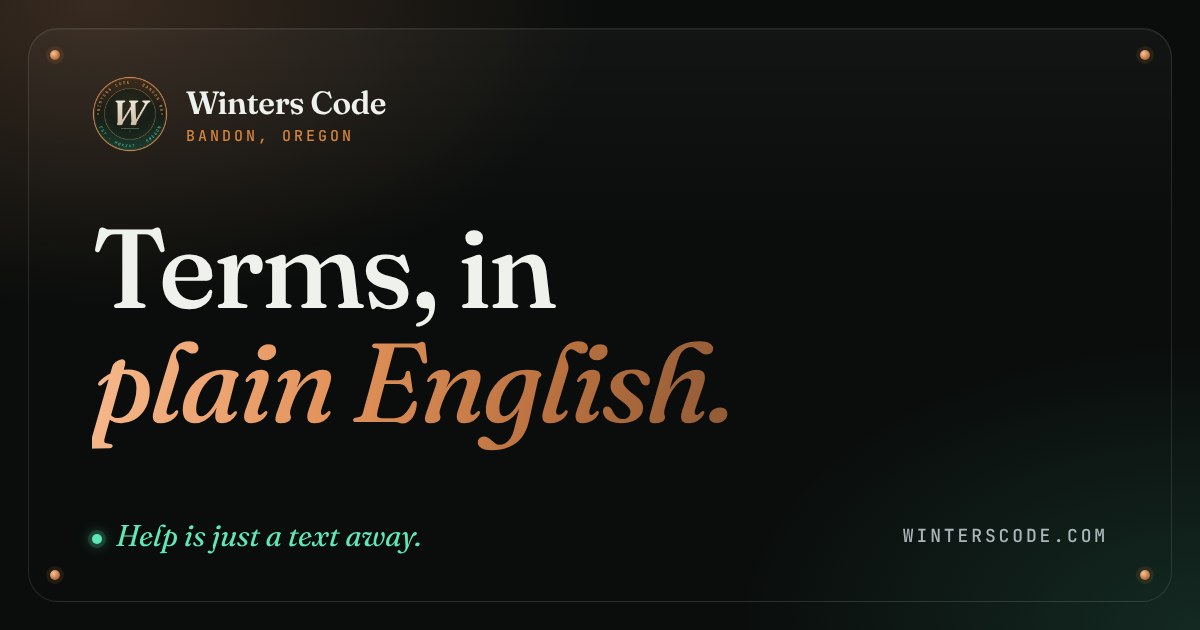 W
Winters Code
BANDON, OREGON
Terms, in
plain English.
Help is just a text away.
WINTERSCODE.COM